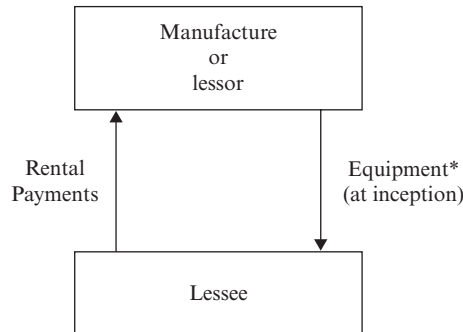 Manufacture
or
lessor
Rental
Payments
Equipment*
(at inception)
Lessee